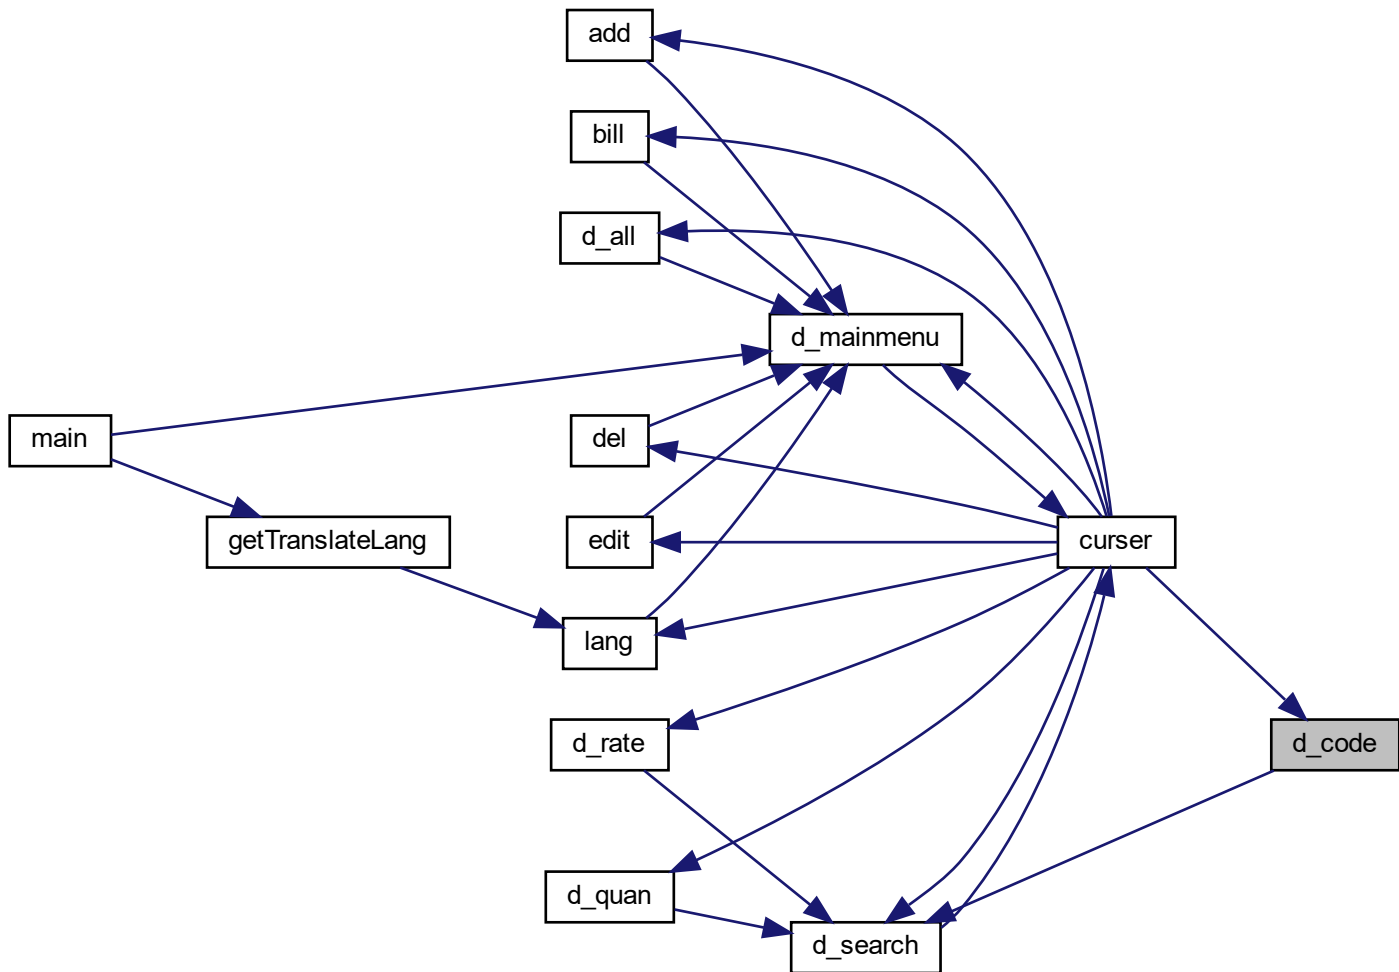 add
bill
d_all
d_mainmenu
main
del
getTranslateLang
edit
curser
lang
d_rate
d_code
d_quan
d_search